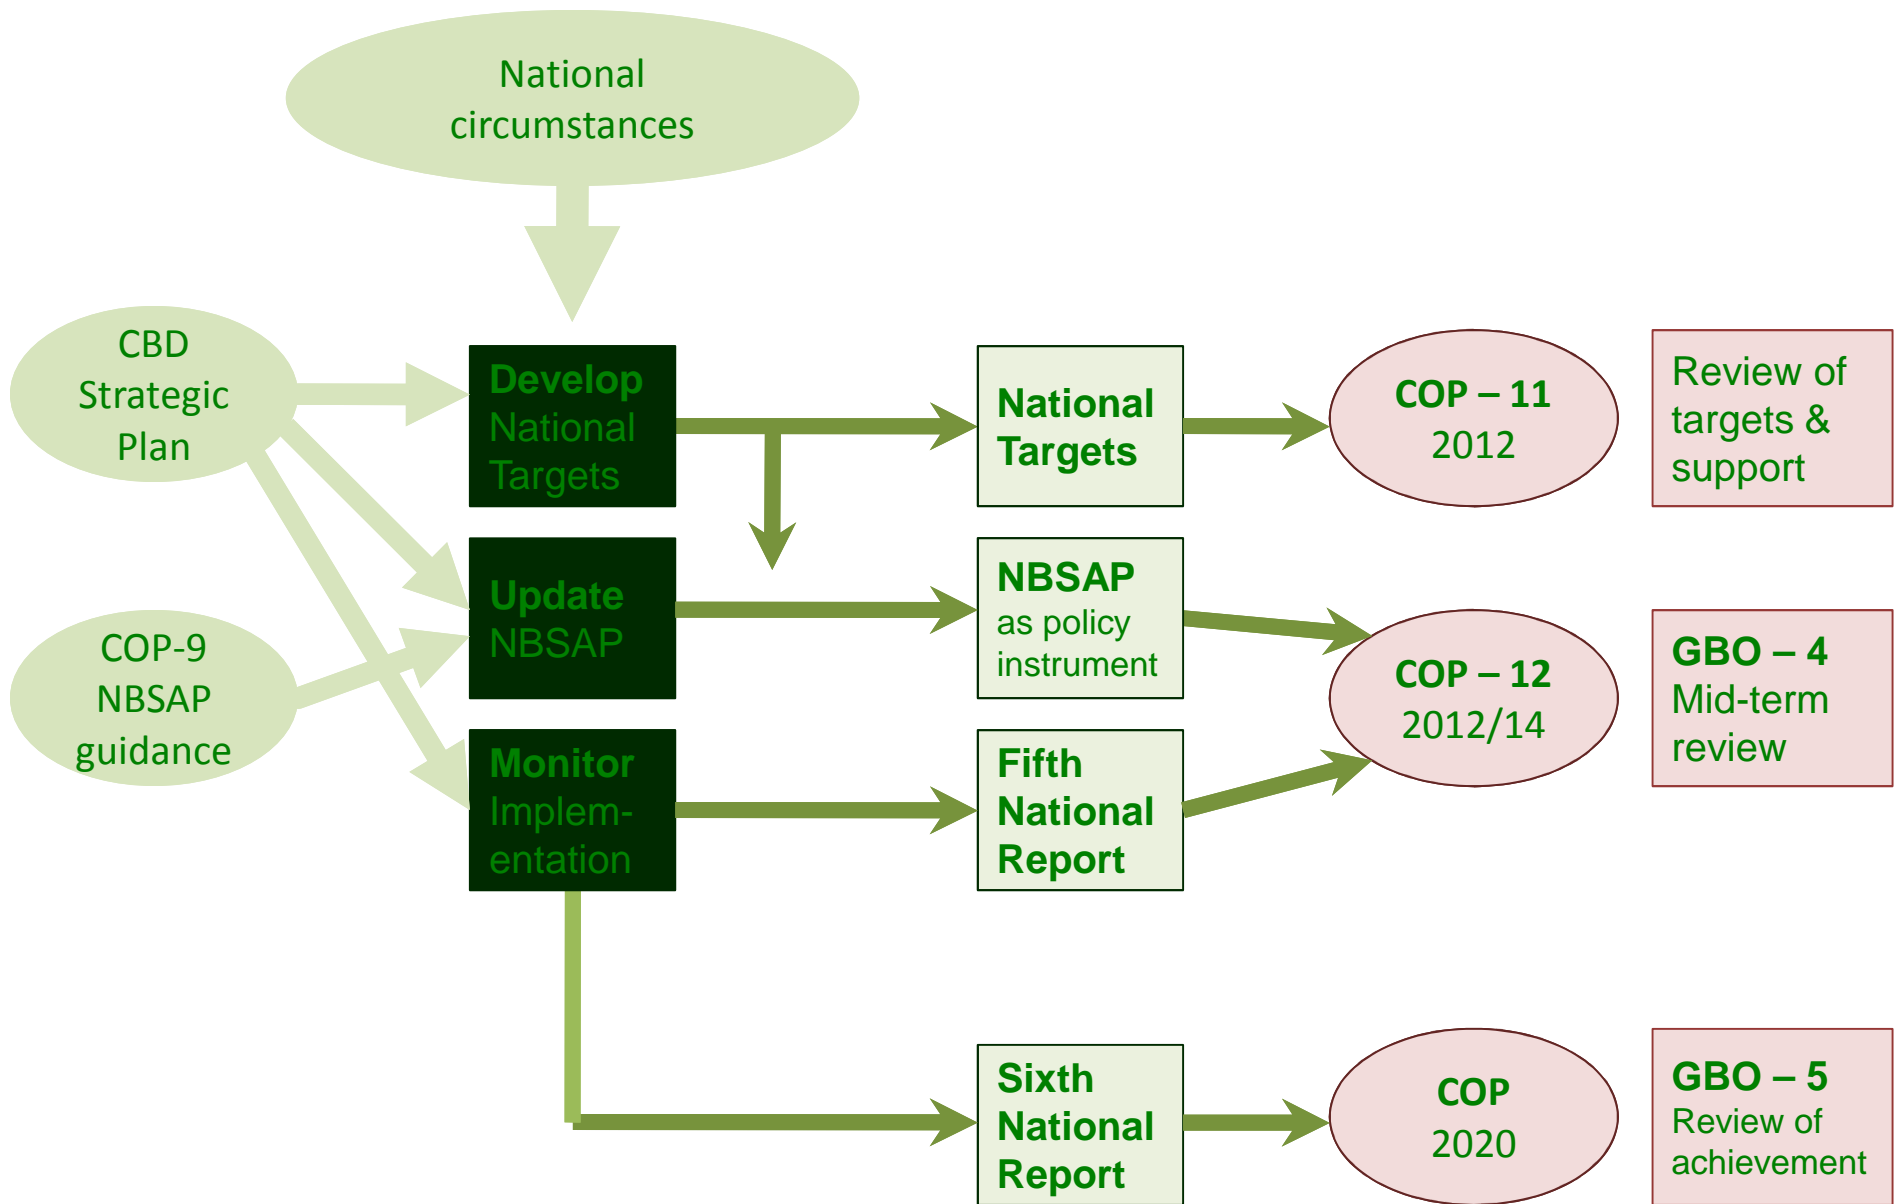 National
circumstances
CBD
Strategic
Plan
COP-9
NBSAP
guidance
Develop
National
Targets
Update
NBSAP
Monitor
Implem-
entation
National
Targets
NBSAP
as policy
instrument
Fifth
National
Report
Sixth
National
Report
COP – 11
2012
COP – 12
2012/14
COP
2020
Review of
targets &
support
GBO – 4
Mid-term
review
GBO – 5
Review of
achievement